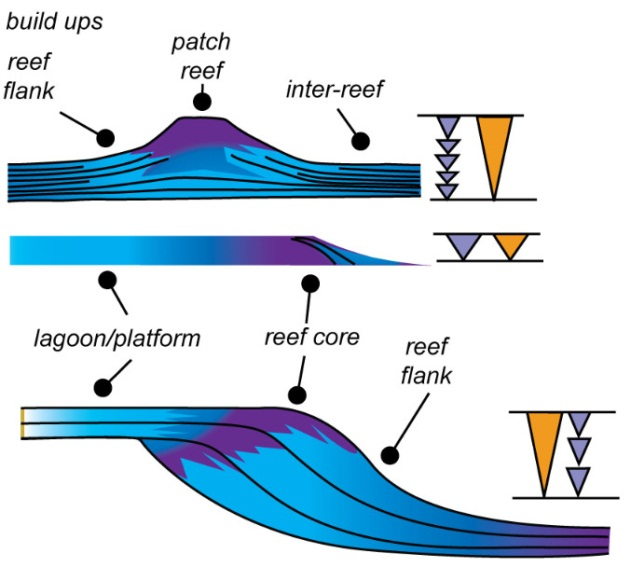 build ups
patch
reef
reef
flank
inter-reef
lagoon/platform
reef core
reef
flank